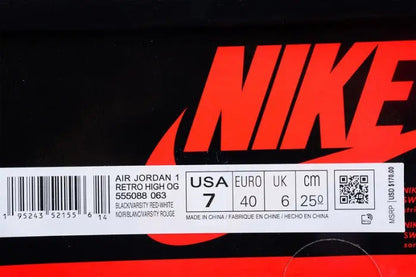 NIKE
AIR JORDAN 1
RETRO HIGH OG
555088 063
BLACK/VARSITY RED-WHITE
NOIR/BLANC/VARSITY ROUGE
1 95243 52155 6 14
USA EURO UK cm
7 40 6 25
MADE IN CHINA / FABRIQUE EN CHINE / HECHO EN CHINA
MSRP USD $170.00